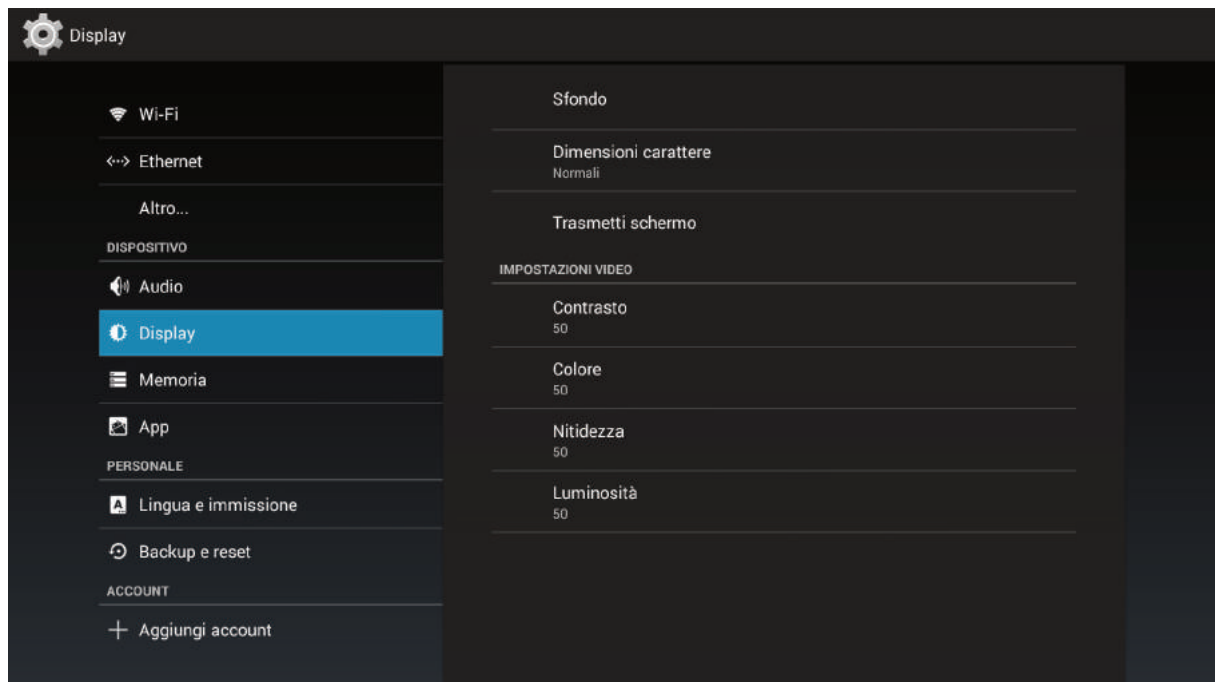 Display
Wi-Fi
Ethernet
Altro...
DISPOSITIVO
Audio
Display
Memoria
App
PERSONALE
Lingua e immissione
Backup e reset
ACCOUNT
Aggiungi account
Sfondo
Dimensioni carattere
Normali
Trasmetti schermo
IMPOSTAZIONI VIDEO
Contrasto
50
Colore
50
Nitidezza
50
Luminosità
50